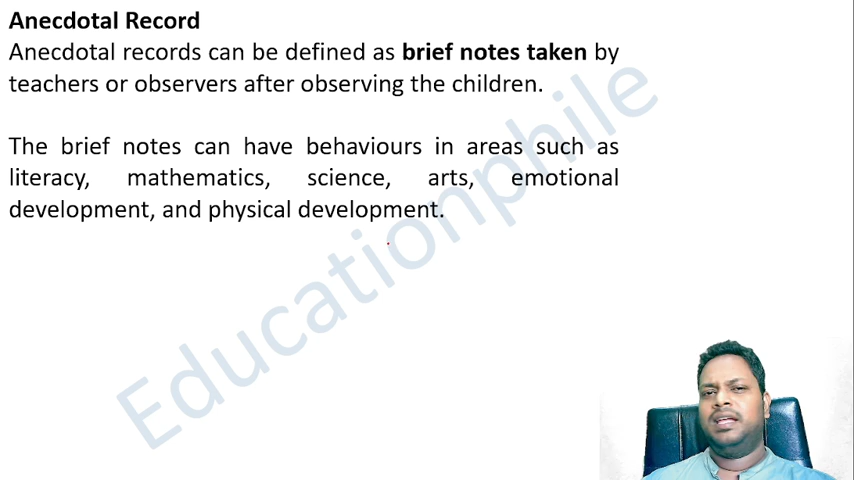 Anecdotal Record
Anecdotal records can be defined as brief notes taken by
teachers or observers after observing the children.
The brief notes can have behaviours in areas such as
literacy, mathematics, science, arts, emotional
development, and physical development.
Educationphile